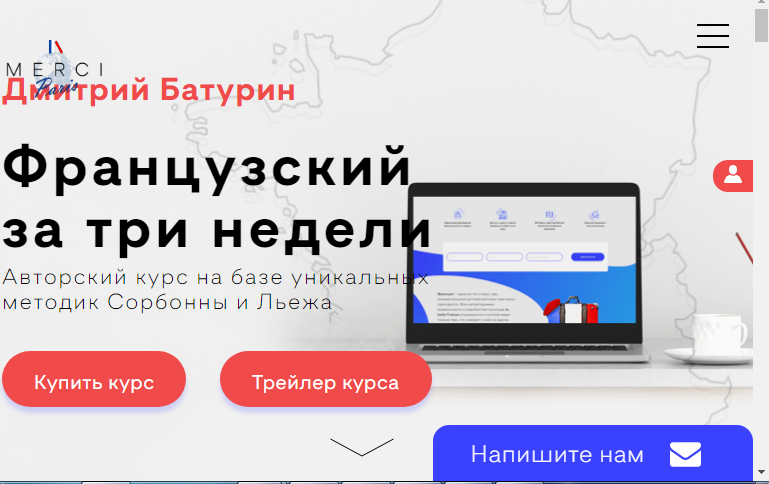 MERCI
Paris
Дмитрий Батурин
Французский
за три недели
Авторский курс на базе уникальных
методик Сорбонны и Льежа
Купить курс
Трейлер курса
Напишите нам